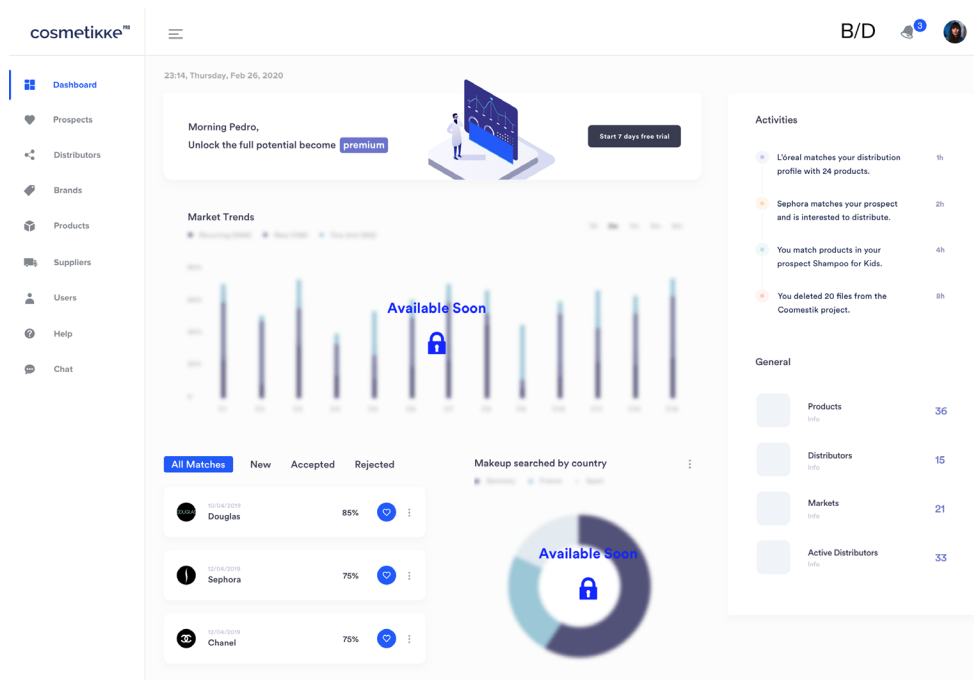 cosmetikke PRO
B/D
3
Dashboard
Prospects
Distributors
Brands
Products
Suppliers
Users
Help
Chat
23:14, Thursday, Feb 26, 2020
Morning Pedro,
Unlock the full potential become premium
Start 7 days free trial
Market Trends
Available Soon
All Matches New Accepted Rejected
10/04/2019
DOUGLAS
Douglas
85%
12/04/2019
Sephora
75%
12/04/2019
Chanel
75%
Makeup searched by country
Available Soon
Activities
L'óreal matches your distribution 1h
profile with 24 products.
Sephora matches your prospect 2h
and is interested to distribute.
You match products in your 4h
prospect Shampoo for Kids.
You deleted 20 files from the 8h
Coomestik project.
General
Products
Info
36
Distributors
Info
15
Markets
Info
21
Active Distributors
Info
33